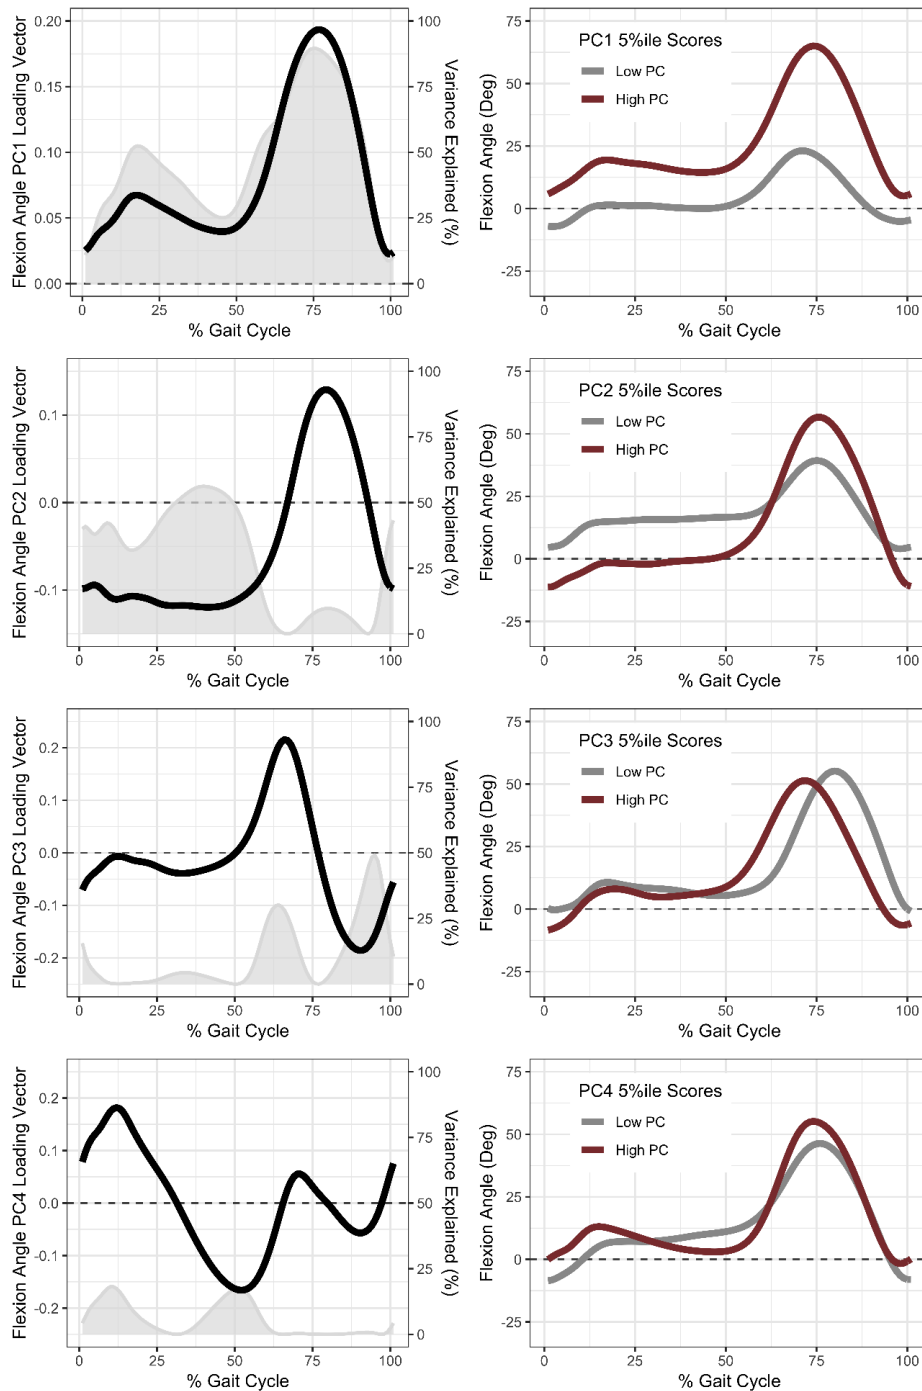 Flexion Angle PC1 Loading Vector
0.20
0.15
0.10
0.05
0.00
100
75
50
25
0
Variance Explained (%)
0 25 50 75 100
% Gait Cycle
Flexion Angle (Deg)
75
50
25
0
-25
PC1 5%ile Scores
Low PC
High PC
0 25 50 75 100
% Gait Cycle
Flexion Angle PC2 Loading Vector
0.1
0.0
-0.1
100
75
50
25
0
Variance Explained (%)
0 25 50 75 100
% Gait Cycle
Flexion Angle (Deg)
75
50
25
0
-25
PC2 5%ile Scores
Low PC
High PC
0 25 50 75 100
% Gait Cycle
Flexion Angle PC3 Loading Vector
0.2
0.1
0.0
-0.1
-0.2
100
75
50
25
0
Variance Explained (%)
0 25 50 75 100
% Gait Cycle
Flexion Angle (Deg)
75
50
25
0
-25
PC3 5%ile Scores
Low PC
High PC
0 25 50 75 100
% Gait Cycle
Flexion Angle PC4 Loading Vector
0.2
0.1
0.0
-0.1
-0.2
100
75
50
25
0
Variance Explained (%)
0 25 50 75 100
% Gait Cycle
Flexion Angle (Deg)
75
50
25
0
-25
PC4 5%ile Scores
Low PC
High PC
0 25 50 75 100
% Gait Cycle